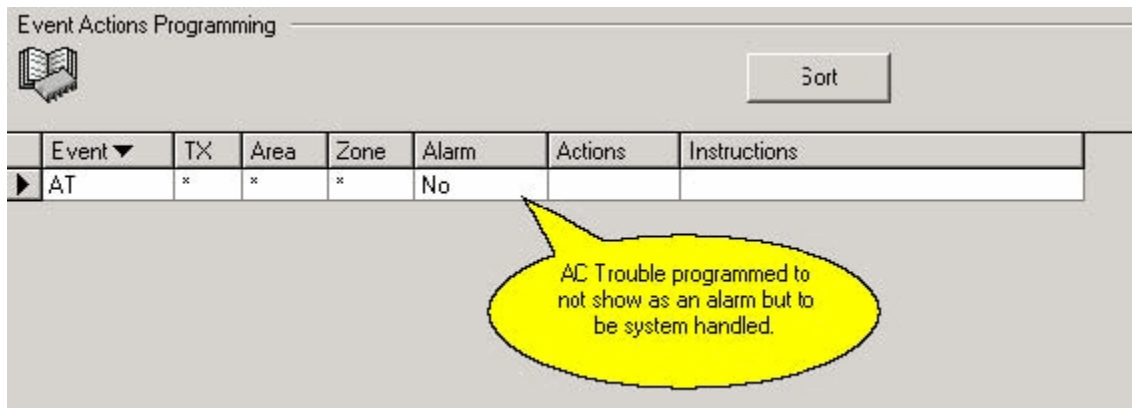 Event Actions Programming
Sort
Event TX Area Zone Alarm Actions Instructions
AT * * * No
AC Trouble programmed to
not show as an alarm but to
be system handled.